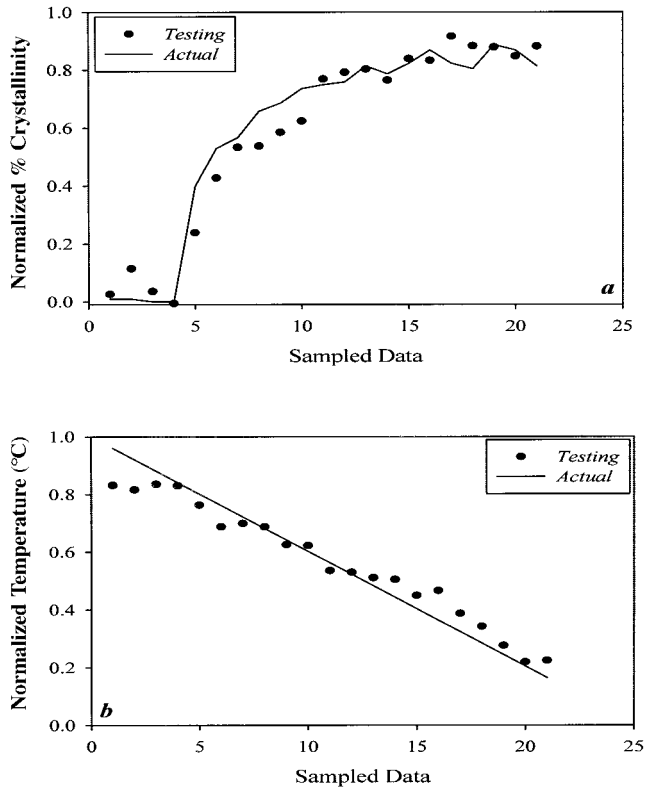 1.0
Testing
Actual
0.8
0.6
0.4
0.2
0.0
Normalized % Crystallinity
a
0 5 10 15 20 25
Sampled Data
1.0
Testing
Actual
0.8
0.6
0.4
0.2
0.0
Normalized Temperature (°C)
b
0 5 10 15 20 25
Sampled Data